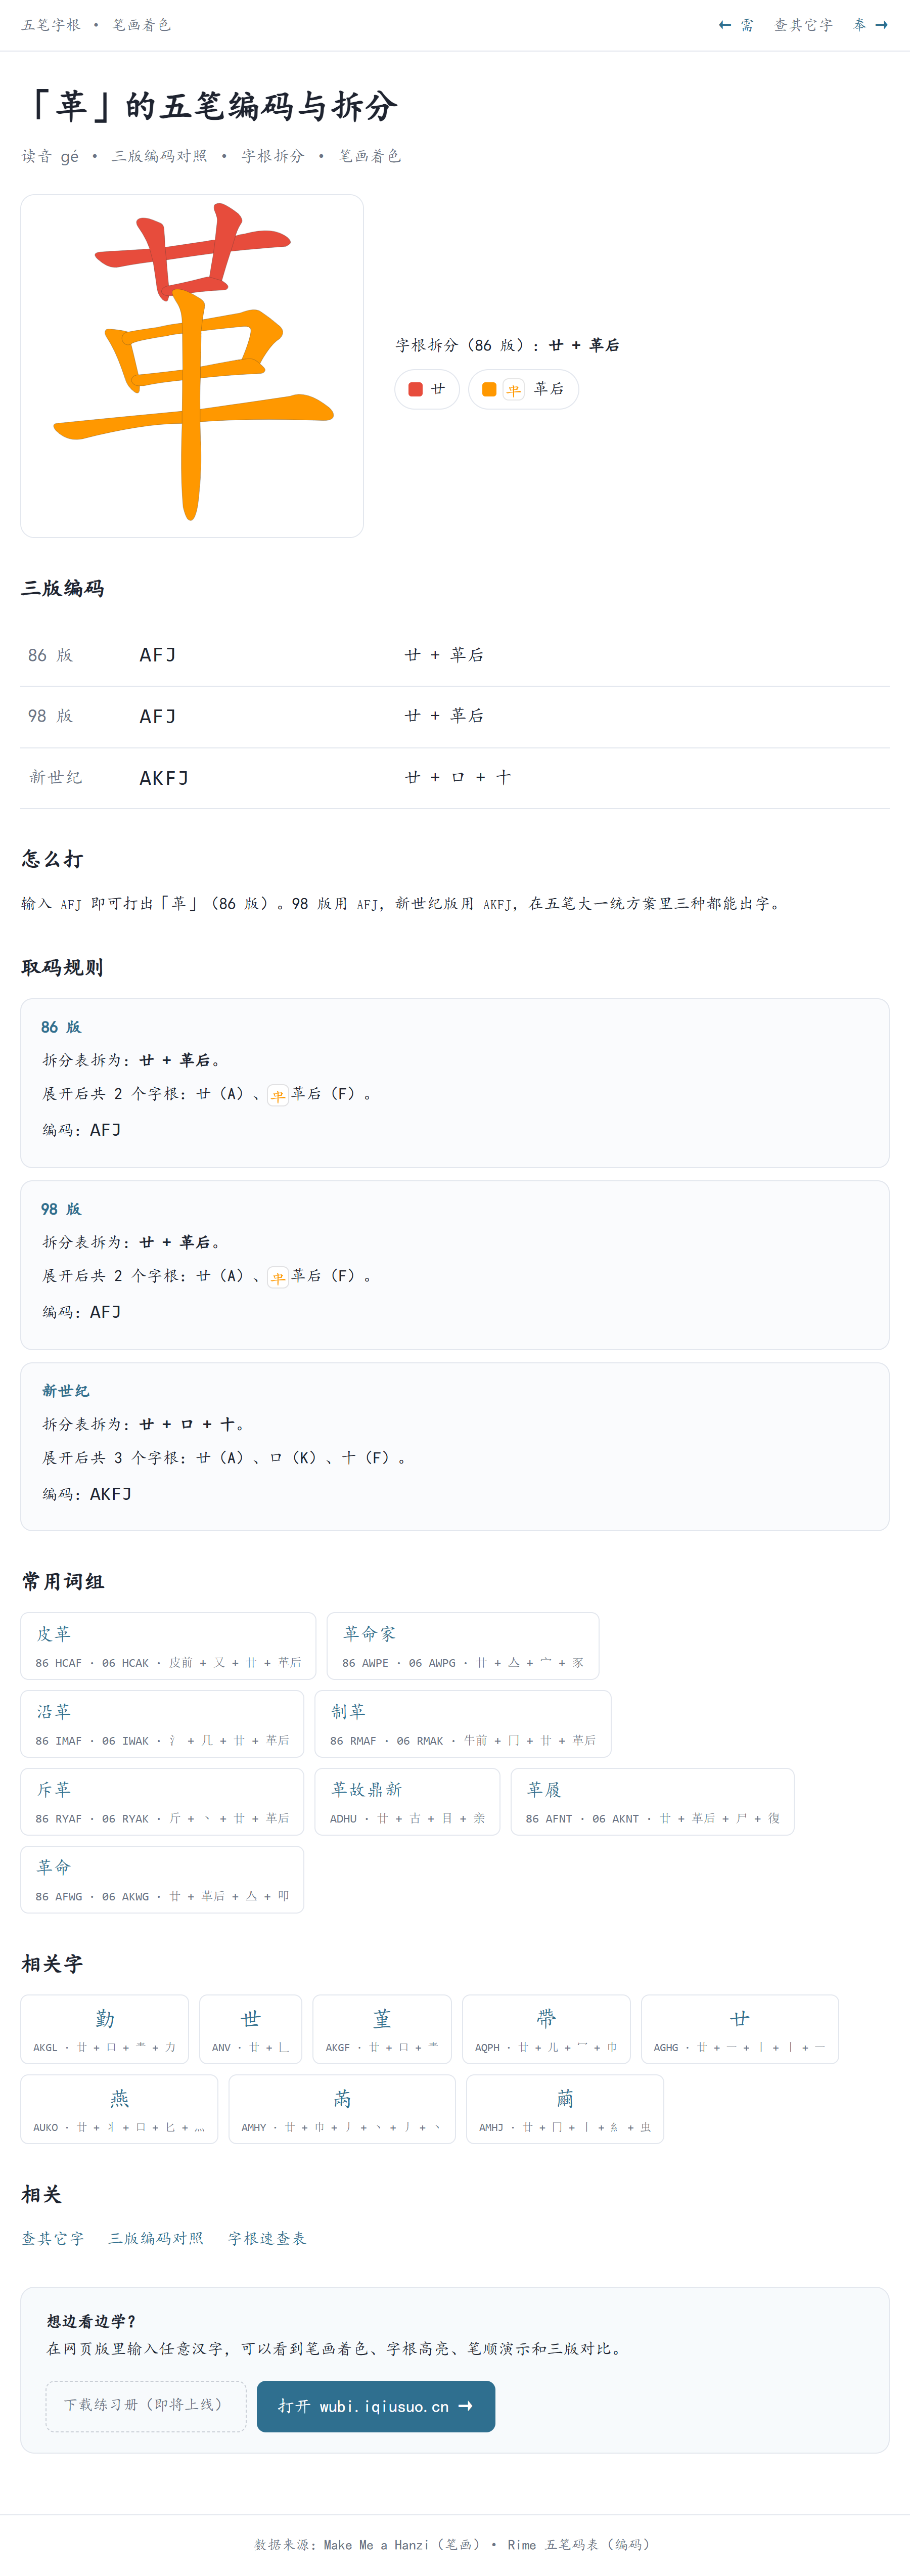 五笔字根 • 笔画着色
← 需 查其它字 奉 →
「革」的五笔编码与拆分
读音 gé • 三版编码对照 • 字根拆分 • 笔画着色
革
字根拆分（86 版）：廿 + 革后
廿 革后
三版编码
86 版 AFJ 廿 + 革后
98 版 AFJ 廿 + 革后
新世纪 AKFJ 廿 + 口 + 十
怎么打
输入 AFJ 即可打出「革」（86 版）。98 版用 AFJ，新世纪版用 AKFJ，在五笔大一统方案里三种都能出字。
取码规则
86 版
拆分表拆为：廿 + 革后。
展开后共 2 个字根：廿（A）、革后（F）。
编码：AFJ
98 版
拆分表拆为：廿 + 革后。
展开后共 2 个字根：廿（A）、革后（F）。
编码：AFJ
新世纪
拆分表拆为：廿 + 口 + 十。
展开后共 3 个字根：廿（A）、口（K）、十（F）。
编码：AKFJ
常用词组
皮革
86 HCAF · 06 HCAK · 皮前 + 又 + 廿 + 革后
革命家
86 AWPE · 06 AWPG · 廿 + 亼 + 宀 + 豕
沿革
86 IMAF · 06 IWAK · 氵 + 几 + 廿 + 革后
制革
86 RMAF · 06 RMAK · 牛前 + 冂 + 廿 + 革后
斥革
86 RYAF · 06 RYAK · 斤 + 丶 + 廿 + 革后
革故鼎新
ADHU · 廿 + 古 + 目 + 亲
革履
86 AFNT · 06 AKNT · 廿 + 革后 + 尸 + 復
革命
86 AFWG · 06 AKWG · 廿 + 革后 + 亼 + 叩
相关字
勤
AKGL · 廿 + 口 + 龶 + 力
世
ANV · 廿 + 乚
堇
AKGF · 廿 + 口 + 龶
帶
AQPH · 廿 + 儿 + 冖 + 巾
廿
AGHG · 廿 + 一 + 丨 + 丨 + 一
燕
AUKO · 廿 + 丬 + 口 + 匕 + 灬
苪
AMHY · 廿 + 巾 + 丿 + 丶 + 丿 + 丶
繭
AMHJ · 廿 + 冂 + 丨 + 糹 + 虫
相关
查其它字 三版编码对照 字根速查表
想边看边学？
在网页版里输入任意汉字，可以看到笔画着色、字根高亮、笔顺演示和三版对比。
下载练习册（即将上线）
打开 wubi.iqiusuo.cn →
数据来源：Make Me a Hanzi（笔画） • Rime 五笔码表（编码）